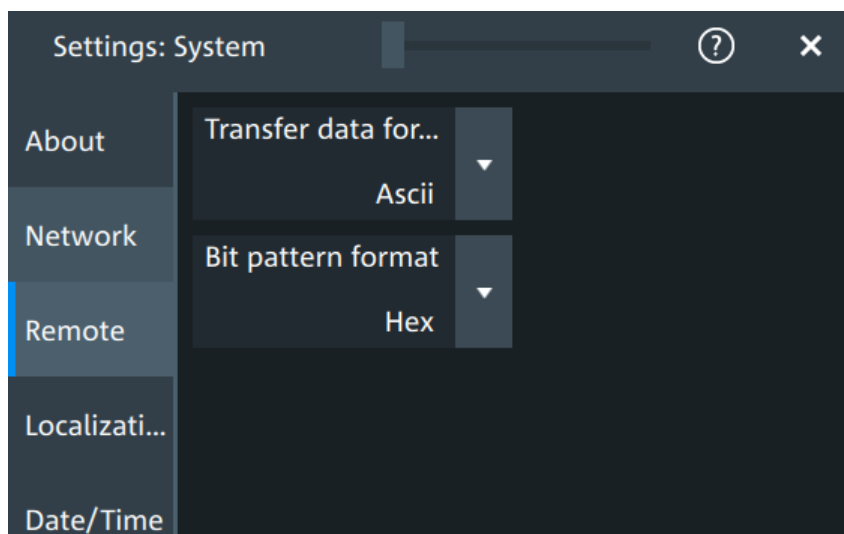 Settings: System
?
About
Network
Remote
Localizati...
Date/Time
Transfer data for...
Ascii
Bit pattern format
Hex